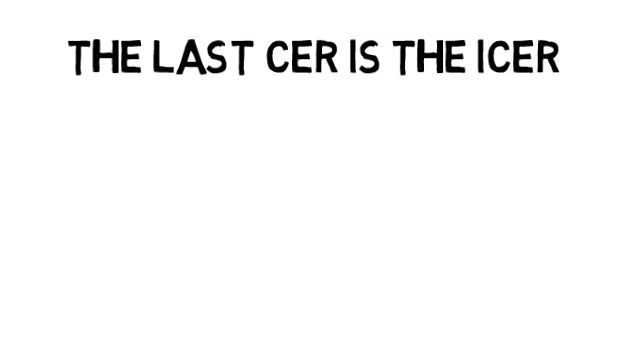 THE LAST CER IS THE ICER